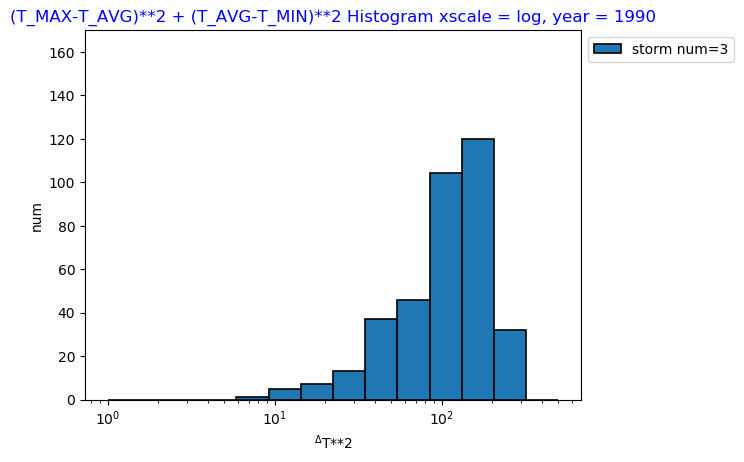 (T_MAX-T_AVG)**2 + (T_AVG-T_MIN)**2 Histogram xscale = log, year = 1990
storm num=3
160
140
120
100
80
60
40
20
0
num
10⁰ 10¹ 10²
ΔT**2